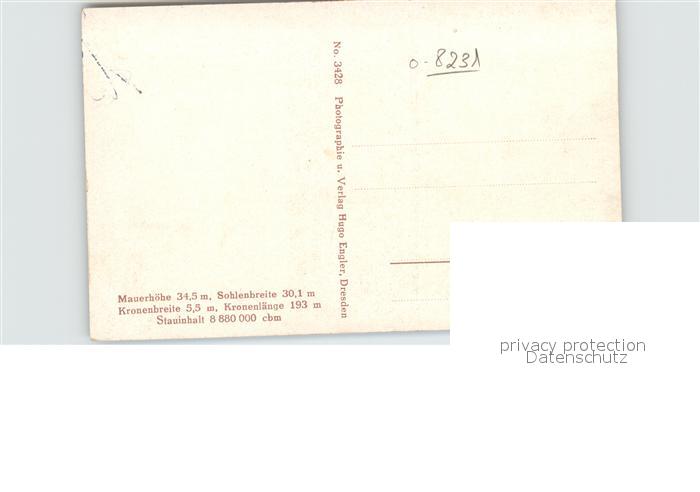 o-8231
No. 3428 Photographie u. Verlag Hugo Engler, Dresden
Mauerhöhe 34,5 m, Sohlenbreite 30,1 m
Kronenbreite 5,5 m, Kronenlänge 193 m
Stauinhalt 8 880 000 cbm
privacy protection
Datenschutz